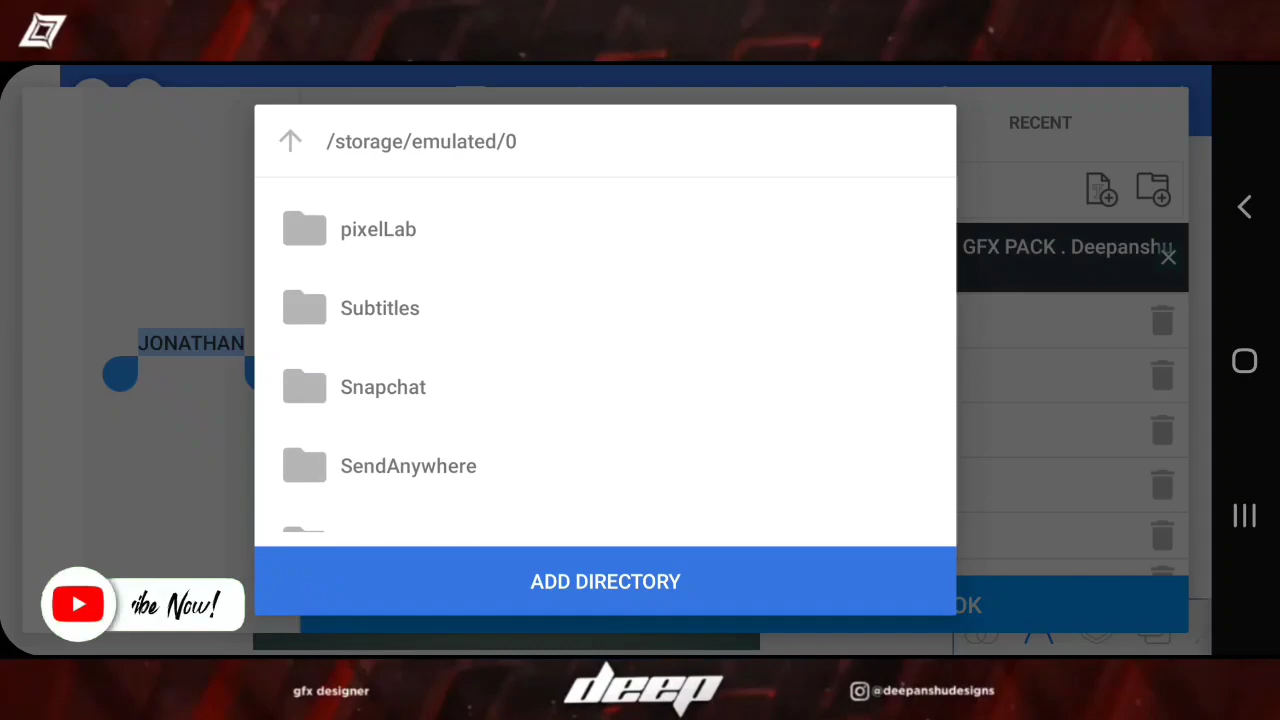 /storage/emulated/0
RECENT
pixelLab
GFX PACK . Deepanshu
Subtitles
JONATHAN
Snapchat
SendAnywhere
ADD DIRECTORY
OK
ibe Now!
gfx designer
deep
@deepanshudesigns